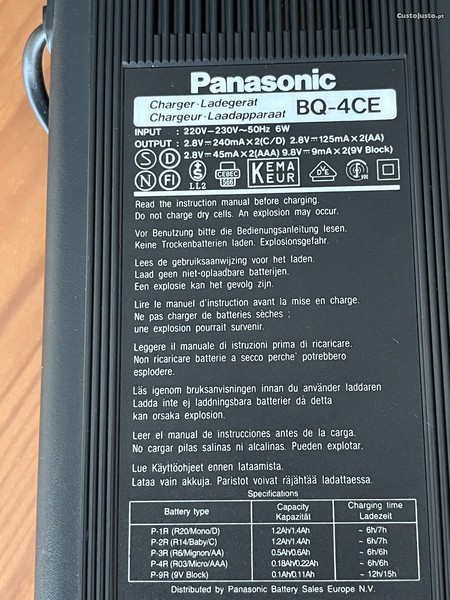 CustoJusto.pt
Panasonic
Charger·Ladegerät
Chargeur·Laadapparaat
BQ-4CE
INPUT : 220V–230V~50Hz 6W
OUTPUT : 2.8V⎓240mA×2(C/D) 2.8V⎓125mA×2(AA)
2.8V⎓45mA×2(AAA) 9.8V⎓9mA×2(9V Block)
S D
N FI
LL2
CEBEC
KEMA
KEUR
Read the instruction manual before charging.
Do not charge dry cells. An explosion may occur.
Vor Benutzung bitte die Bedienungsanleitung lesen.
Keine Trockenbatterien laden. Explosionsgefahr.
Lees de gebruiksaanwijzing voor het laden.
Laad geen niet-oplaadbare batterijen.
Een explosie kan het gevolg zijn.
Lire le manuel d'instruction avant la mise en charge.
Ne pas charger de batteries sèches ;
une explosion pourrait survenir.
Leggere il manuale di istruzioni prima di ricaricare.
Non ricaricare batterie a secco perche' potrebbero
esplodere.
Läs igenom bruksanvisningen innan du använder laddaren
Ladda inte ej laddningsbara batterier då detta
kan orsaka explosion.
Leer el manual de instrucciones antes de la carga.
No cargar pilas salinas ni alcalinas. Pueden explotar.
Lue Käyttöohjeet ennen lataamista.
Lataa vain akkuja. Paristot voivat räjähtää ladattaessa.
Specifications
Battery type Capacity Kapazität Charging time Ladezeit
P-1R (R20/Mono/D) 1.2Ah/1.4Ah ~ 6h/7h
P-2R (R14/Baby/C) 1.2Ah/1.4Ah ~ 6h/7h
P-3R (R6/Mignon/AA) 0.5Ah/0.6Ah ~ 6h/6h
P-4R (R03/Micro/AAA) 0.18Ah/0.22Ah ~ 6h/6h
P-9R (9V Block) 0.1Ah/0.11Ah ~ 12h/15h
Distributed by Panasonic Battery Sales Europe N.V.